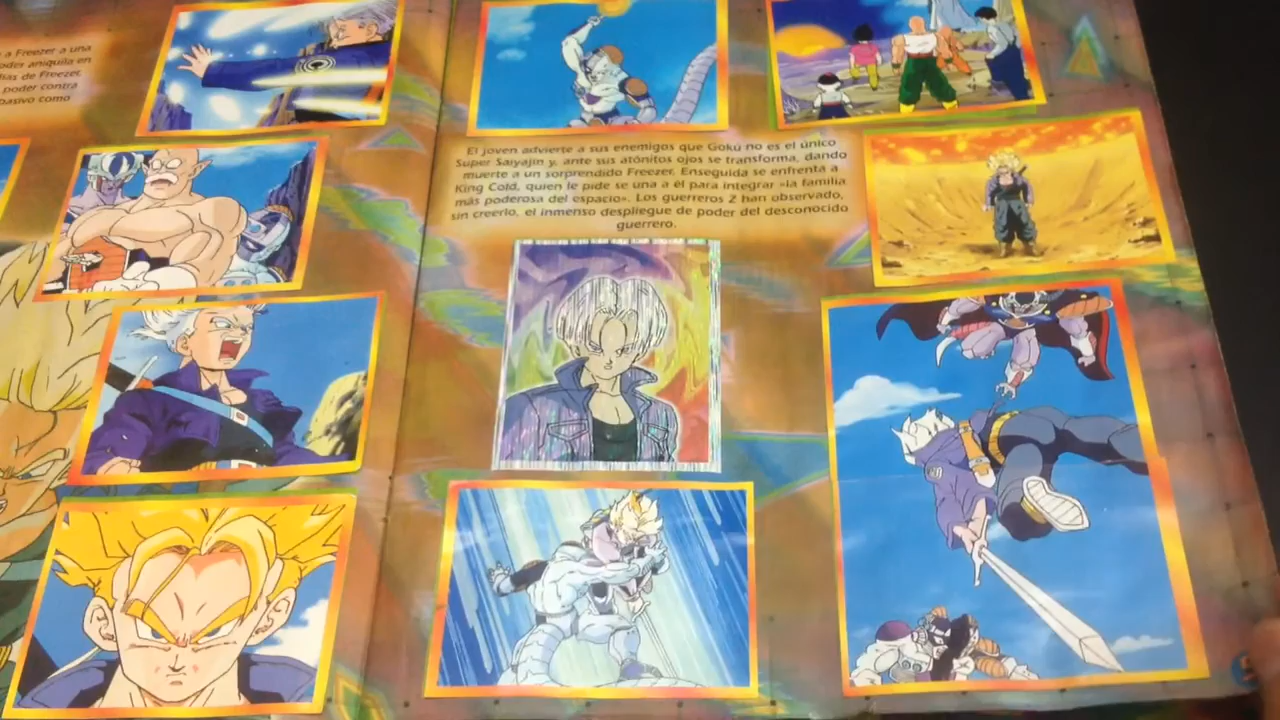 a Freezer a una
poder aniquila en
días de Freezer.
poder contra
pasivo como
El joven advierte a sus enemigos que Gokú no es el único
Super Saiyajin y, ante sus atónitos ojos se transforma, dando
muerte a un sorprendido Freezer. Enseguida se enfrenta a
King Cold, quien le pide se una a él para integrar «la familia
más poderosa del espacio». Los guerreros Z han observado,
sin creerlo, el inmenso despliegue de poder del desconocido
guerrero.